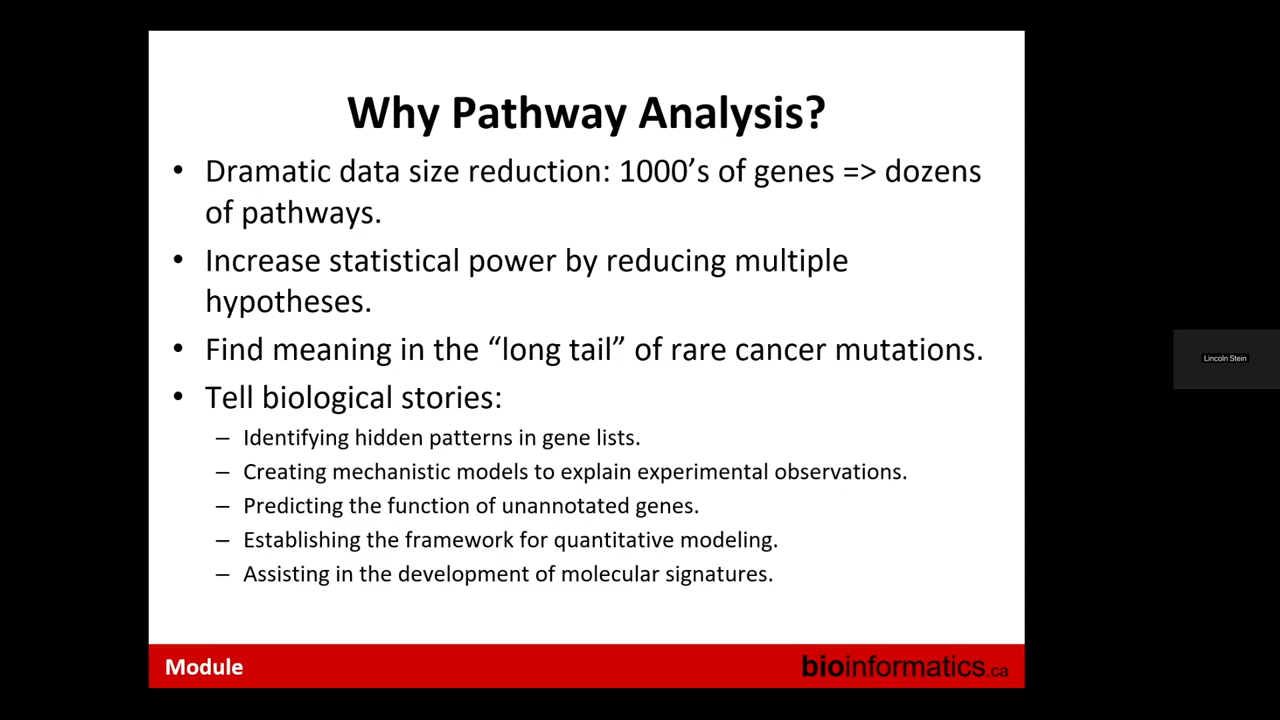 Why Pathway Analysis?
• Dramatic data size reduction: 1000’s of genes => dozens
of pathways.
• Increase statistical power by reducing multiple
hypotheses.
• Find meaning in the “long tail” of rare cancer mutations.
• Tell biological stories:
– Identifying hidden patterns in gene lists.
– Creating mechanistic models to explain experimental observations.
– Predicting the function of unannotated genes.
– Establishing the framework for quantitative modeling.
– Assisting in the development of molecular signatures.
Module
bioinformatics.ca
Lincoln Stein